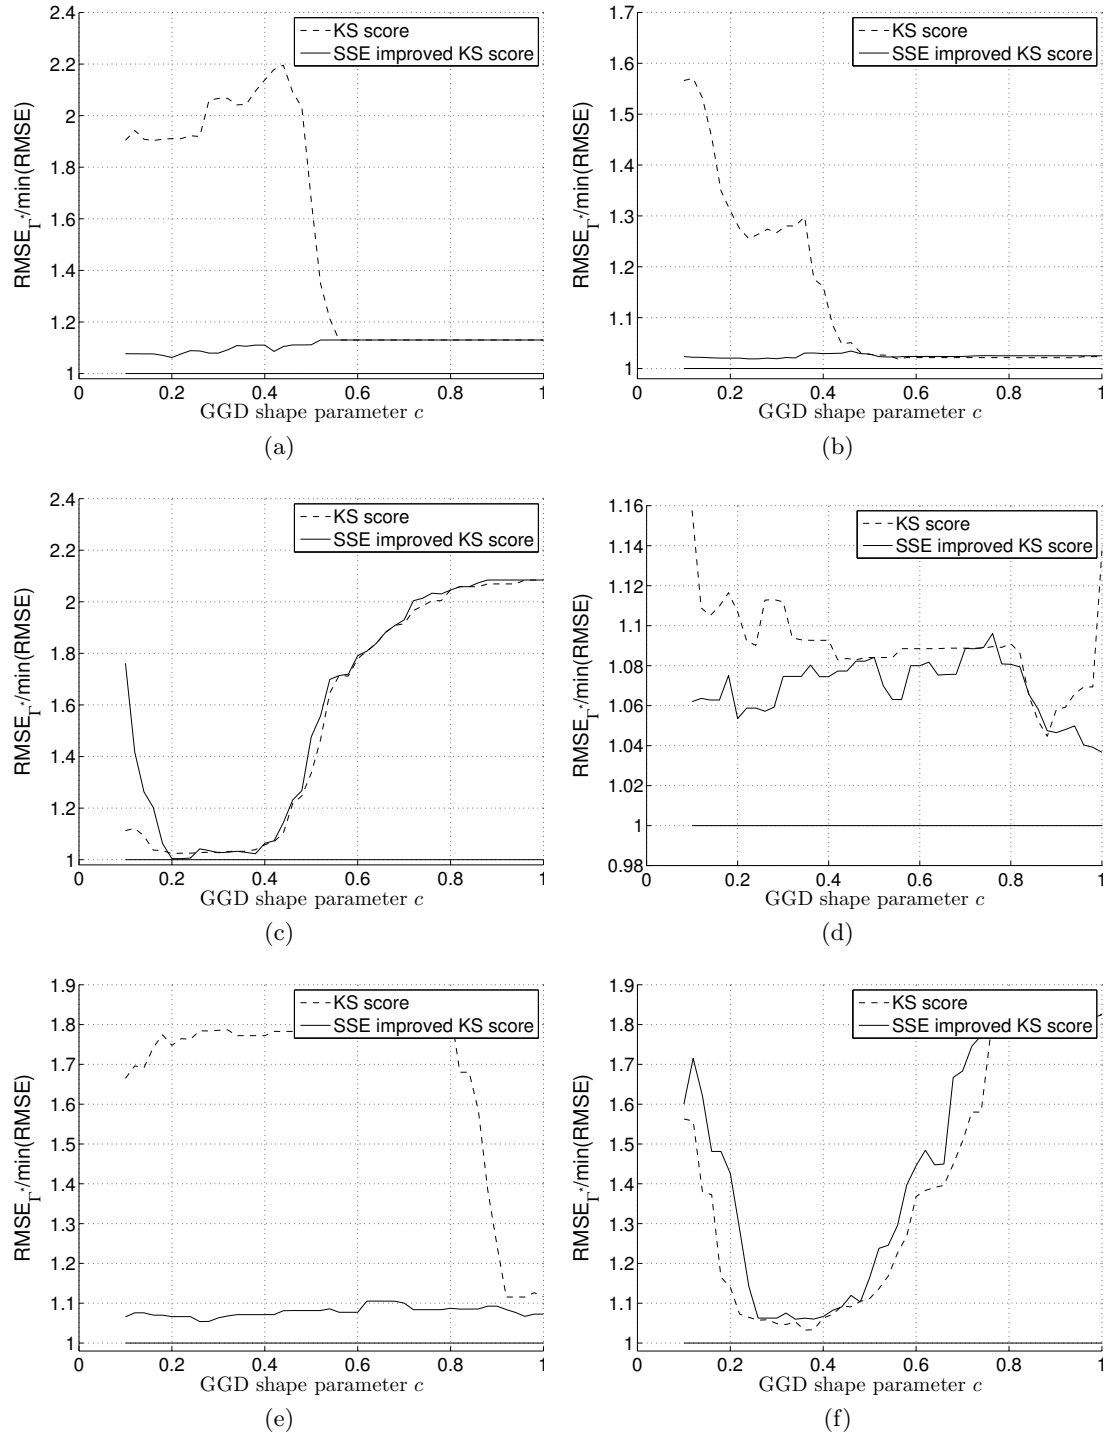 2.4
2.2
2
1.8
1.6
1.4
1.2
1
0 0.2 0.4 0.6 0.8 1
RMSE_Γ*/min(RMSE)
KS score
SSE improved KS score
GGD shape parameter c
(a)
1.7
1.6
1.5
1.4
1.3
1.2
1.1
1
0 0.2 0.4 0.6 0.8 1
RMSE_Γ*/min(RMSE)
KS score
SSE improved KS score
GGD shape parameter c
(b)
2.4
2.2
2
1.8
1.6
1.4
1.2
1
0 0.2 0.4 0.6 0.8 1
RMSE_Γ*/min(RMSE)
KS score
SSE improved KS score
GGD shape parameter c
(c)
1.16
1.14
1.12
1.1
1.08
1.06
1.04
1.02
1
0.98
0 0.2 0.4 0.6 0.8 1
RMSE_Γ*/min(RMSE)
KS score
SSE improved KS score
GGD shape parameter c
(d)
1.9
1.8
1.7
1.6
1.5
1.4
1.3
1.2
1.1
1
0 0.2 0.4 0.6 0.8 1
RMSE_Γ*/min(RMSE)
KS score
SSE improved KS score
GGD shape parameter c
(e)
1.9
1.8
1.7
1.6
1.5
1.4
1.3
1.2
1.1
1
0 0.2 0.4 0.6 0.8 1
RMSE_Γ*/min(RMSE)
KS score
SSE improved KS score
GGD shape parameter c
(f)